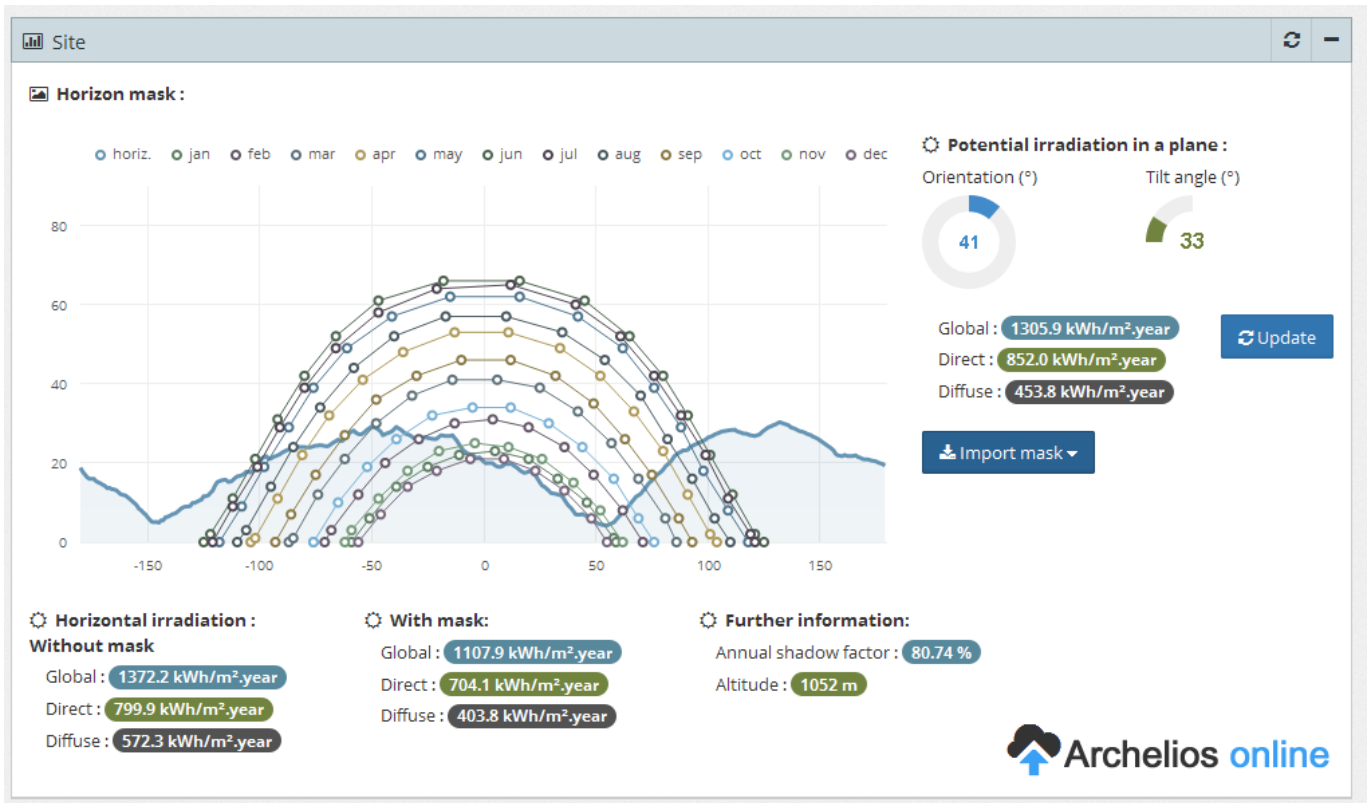 Site
Horizon mask :
horiz. jan feb mar apr may jun jul aug sep oct nov dec
80
60
40
20
0
-150 -100 -50 0 50 100 150
Potential irradiation in a plane :
Orientation (°) Tilt angle (°)
41 33
Global : 1305.9 kWh/m².year
Direct : 852.0 kWh/m².year
Diffuse : 453.8 kWh/m².year
Update
Import mask
Horizontal irradiation :
Without mask
Global : 1372.2 kWh/m².year
Direct : 799.9 kWh/m².year
Diffuse : 572.3 kWh/m².year
With mask:
Global : 1107.9 kWh/m².year
Direct : 704.1 kWh/m².year
Diffuse : 403.8 kWh/m².year
Further information:
Annual shadow factor : 80.74 %
Altitude : 1052 m
Archelios online